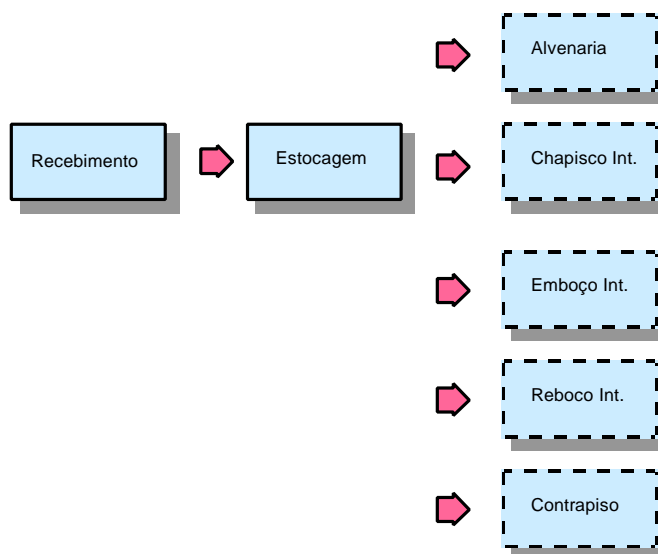 Alvenaria
Recebimento
Estocagem
Chapisco Int.
Emboço Int.
Reboco Int.
Contrapiso